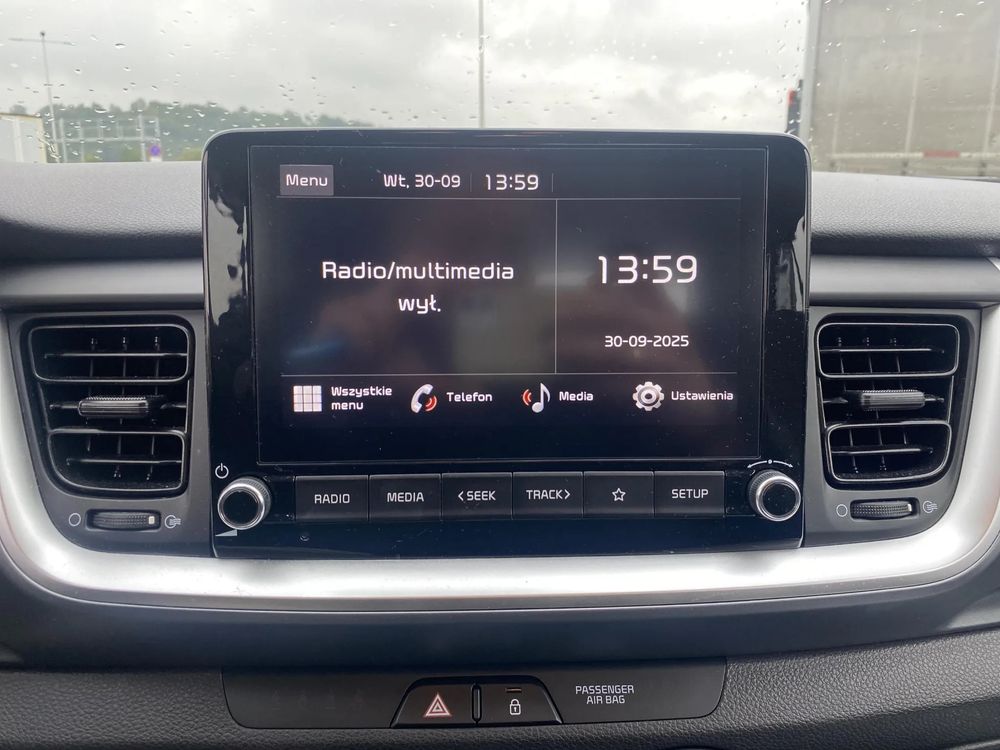 Menu Wt, 30-09 13:59
Radio/multimedia
wył.
13:59
30-09-2025
Wszystkie
menu
Telefon
Media
Ustawienia
RADIO MEDIA <SEEK TRACK> SETUP
PASSENGER
AIR BAG